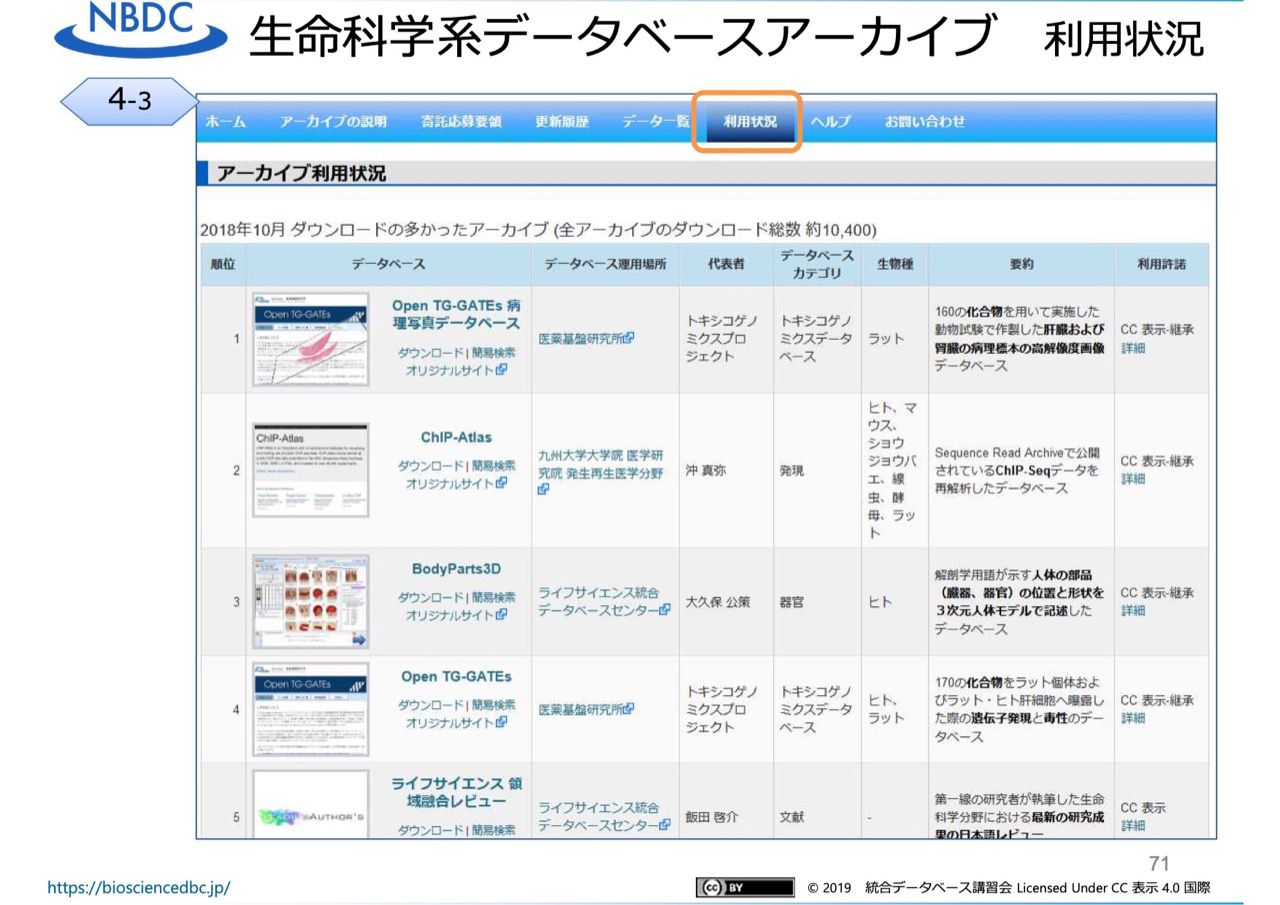 NBDC
生命科学系データベースアーカイブ 利用状況
4-3
ホーム アーカイブの説明 寄託応募要領 更新履歴 データ一覧 利用状況 ヘルプ お問い合わせ
アーカイブ利用状況
2018年10月 ダウンロードの多かったアーカイブ (全アーカイブのダウンロード総数 約10,400)
順位 データベース データベース運用場所 代表者 データベース
カテゴリ 生物種 要約 利用許諾
1
Open TG-GATEs
Open TG-GATEs 病
理写真データベース
ダウンロード | 簡易検索
オリジナルサイト
医薬基盤研究所
トキシコゲノ
ミクスプロ
ジェクト
トキシコゲノ
ミクスデータ
ベース
ラット
160の化合物を用いて実施した
動物試験で作製した肝臓および
腎臓の病理標本の高解像度画像
データベース
CC 表示-継承
詳細
2
ChIP-Atlas
ChIP-Atlas
ダウンロード | 簡易検索
オリジナルサイト
九州大学大学院 医学研
究院 発生再生医学分野
沖 真弥
発現
ヒト、マ
ウス、
ショウ
ジョウバ
エ、線
虫、酵
母、ラッ
ト
Sequence Read Archiveで公開
されているChIP-Seqデータを
再解析したデータベース
CC 表示-継承
詳細
3
BodyParts3D
ダウンロード | 簡易検索
オリジナルサイト
ライフサイエンス統合
データベースセンター
大久保 公策
器官
ヒト
解剖学用語が示す人体の部品
（臓器、器官）の位置と形状を
３次元人体モデルで記述した
データベース
CC 表示-継承
詳細
4
Open TG-GATEs
Open TG-GATEs
ダウンロード | 簡易検索
オリジナルサイト
医薬基盤研究所
トキシコゲノ
ミクスプロ
ジェクト
トキシコゲノ
ミクスデータ
ベース
ヒト、
ラット
170の化合物をラット個体およ
びラット・ヒト肝細胞へ曝露し
た際の遺伝子発現と毒性のデー
タベース
CC 表示-継承
詳細
5
AUTHOR'S
ライフサイエンス 領
域融合レビュー
ダウンロード | 簡易検索
ライフサイエンス統合
データベースセンター
飯田 啓介
文献
-
第一線の研究者が執筆した生命
科学分野における最新の研究成
果の日本語レビュー
CC 表示
詳細
71
https://biosciencedbc.jp/
cc BY
© 2019 統合データベース講習会 Licensed Under CC 表示 4.0 国際